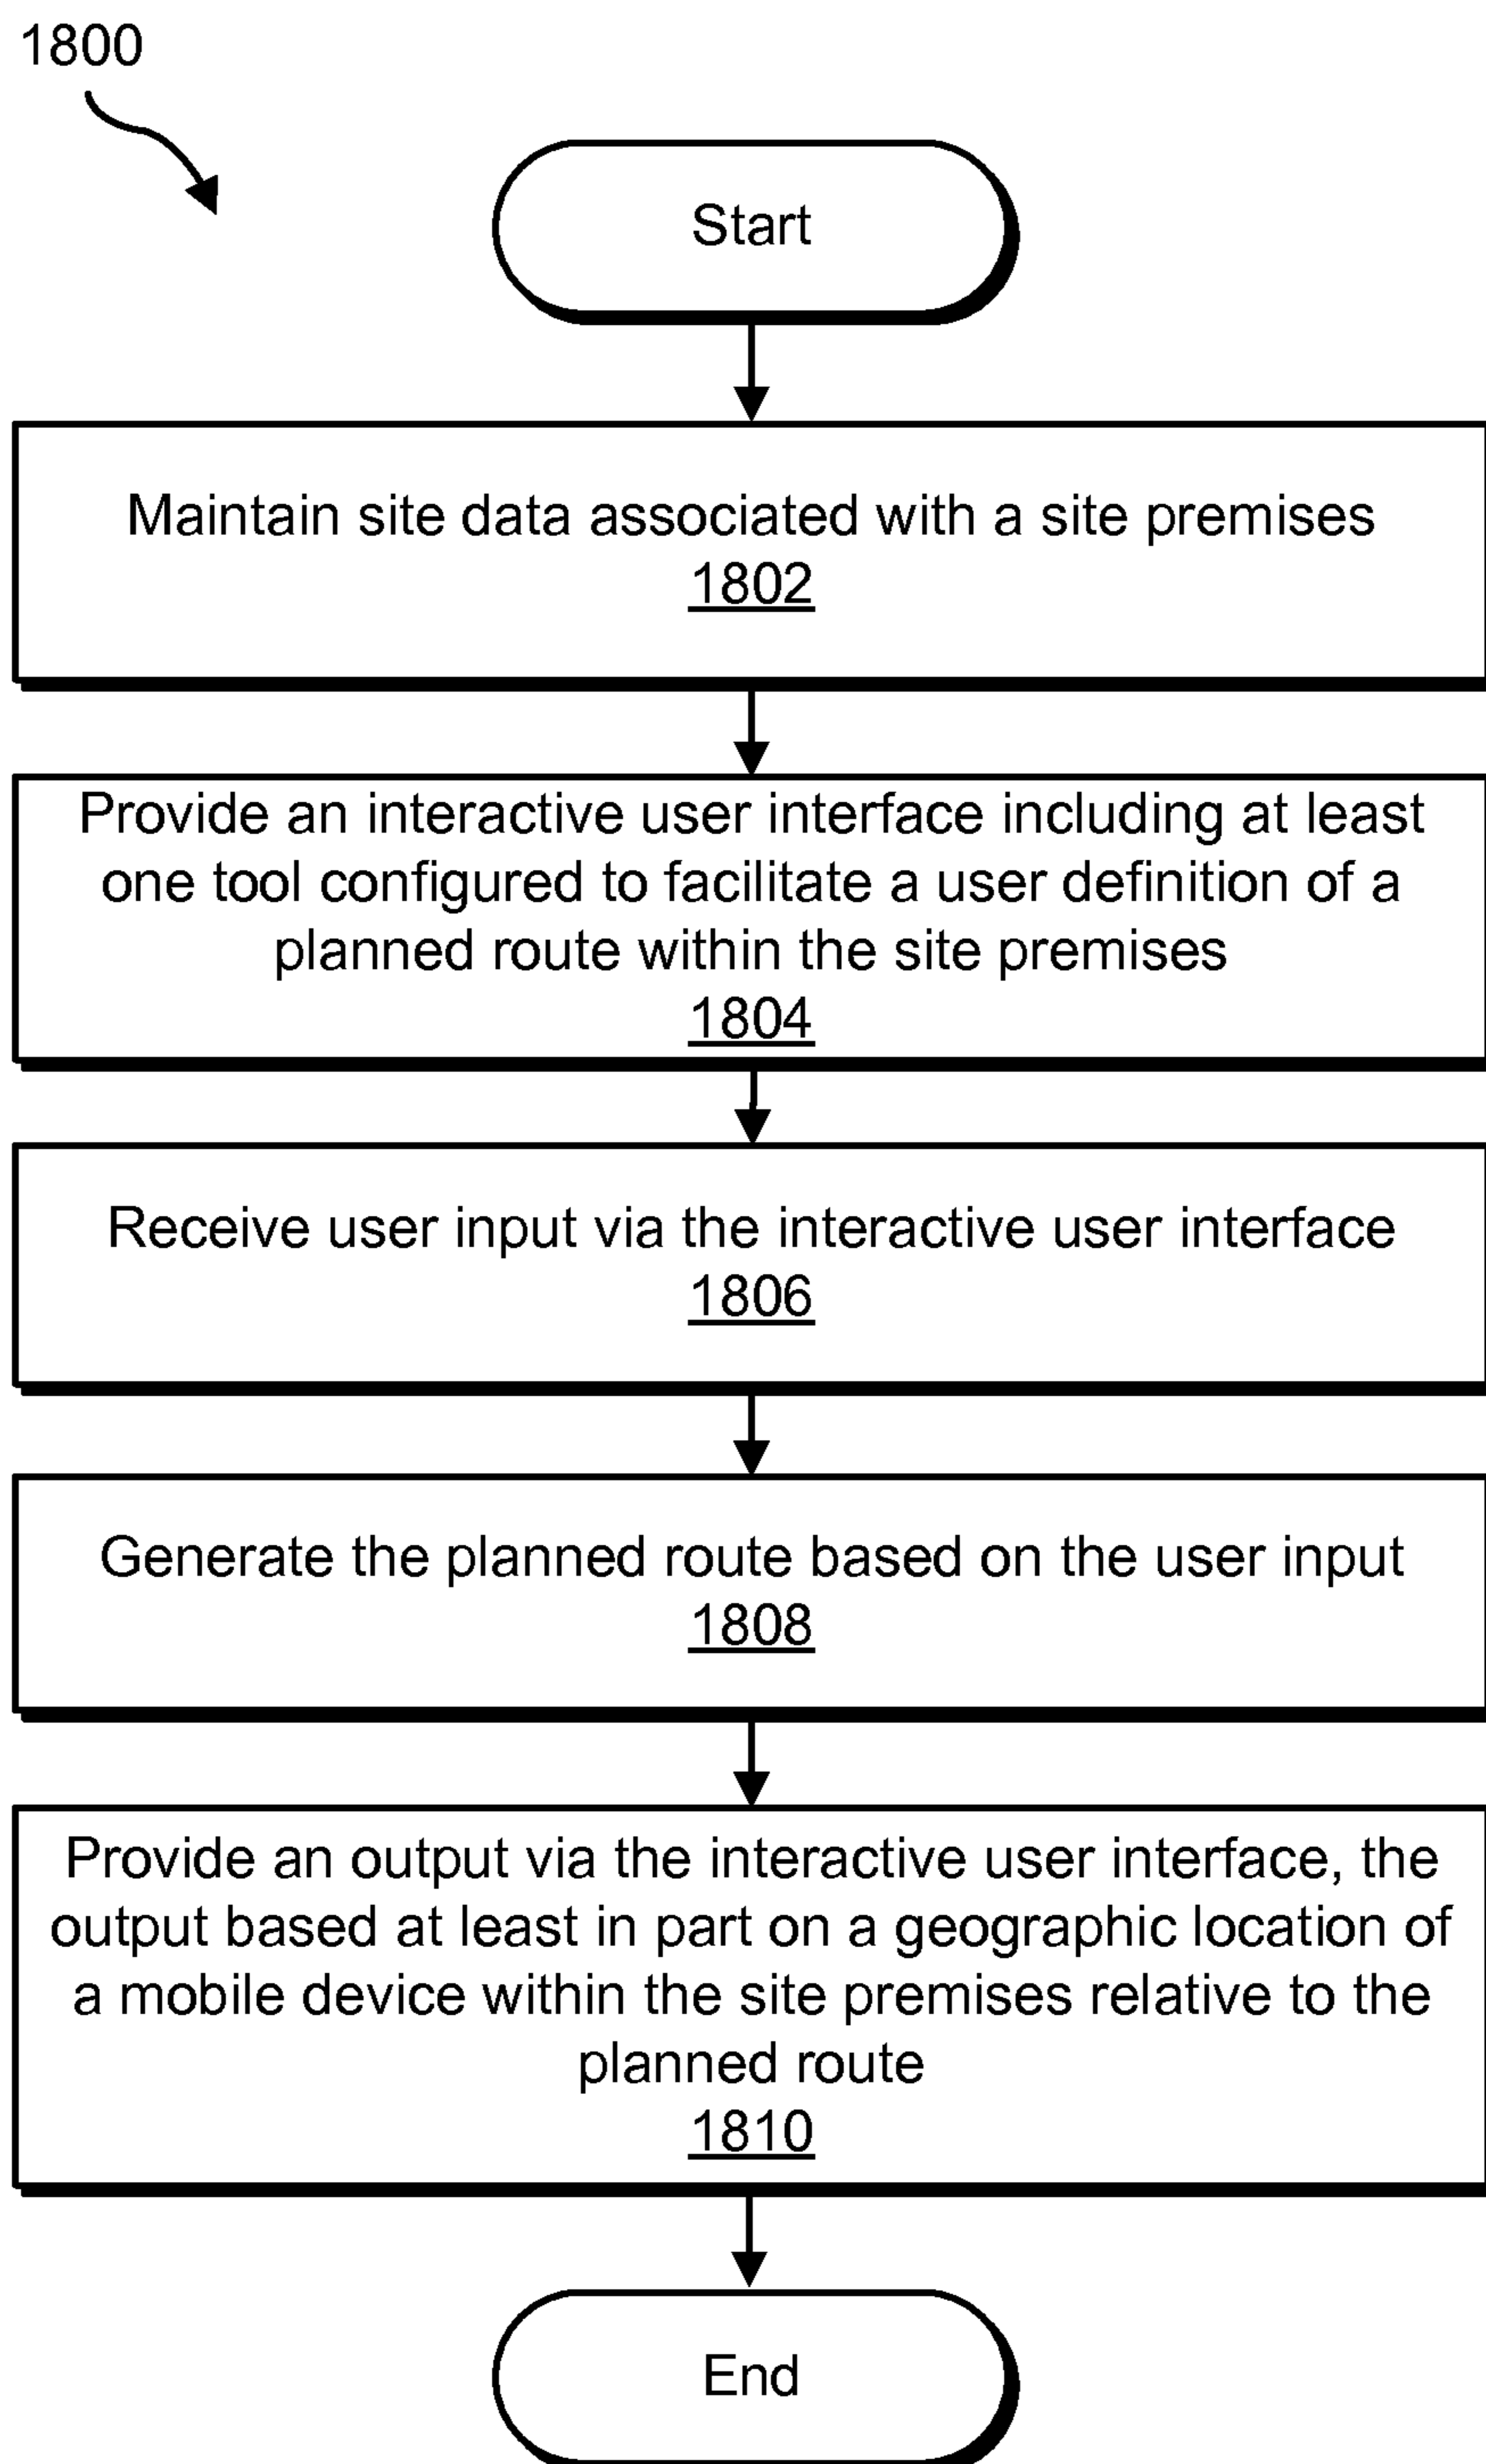 1800
Start
Maintain site data associated with a site premises
1802
Provide an interactive user interface including at least
one tool configured to facilitate a user definition of a
planned route within the site premises
1804
Receive user input via the interactive user interface
1806
Generate the planned route based on the user input
1808
Provide an output via the interactive user interface, the
output based at least in part on a geographic location of
a mobile device within the site premises relative to the
planned route
1810
End